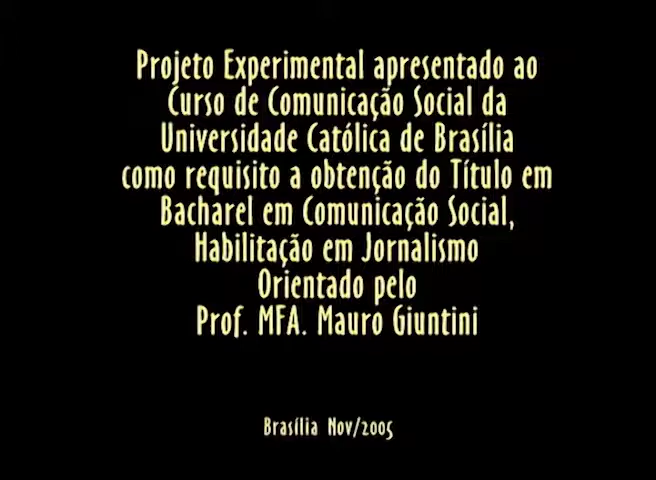 Projeto Experimental apresentado ao
Curso de Comunicação Social da
Universidade Católica de Brasília
como requisito a obtenção do Título em
Bacharel em Comunicação Social,
Habilitação em Jornalismo
Orientado pelo
Prof. MFA. Mauro Giuntini
Brasília Nov/2005